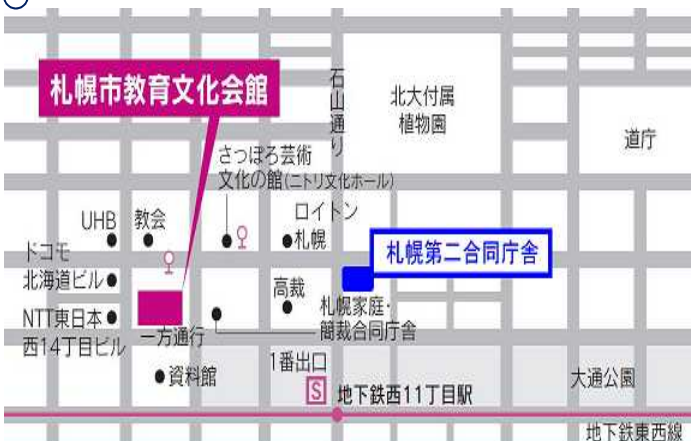 札幌市教育文化会館
石山通り
北大付属
植物園
道庁
さっぽろ芸術
文化の館(ニトリ文化ホール)
UHB
教会
ロイトン
札幌
ドコモ
北海道ビル
札幌第二合同庁舎
高裁
札幌家庭・
簡裁合同庁舎
NTT東日本
西14丁目ビル
一方通行
資料館
1番出口
S
地下鉄西11丁目駅
大通公園
地下鉄東西線